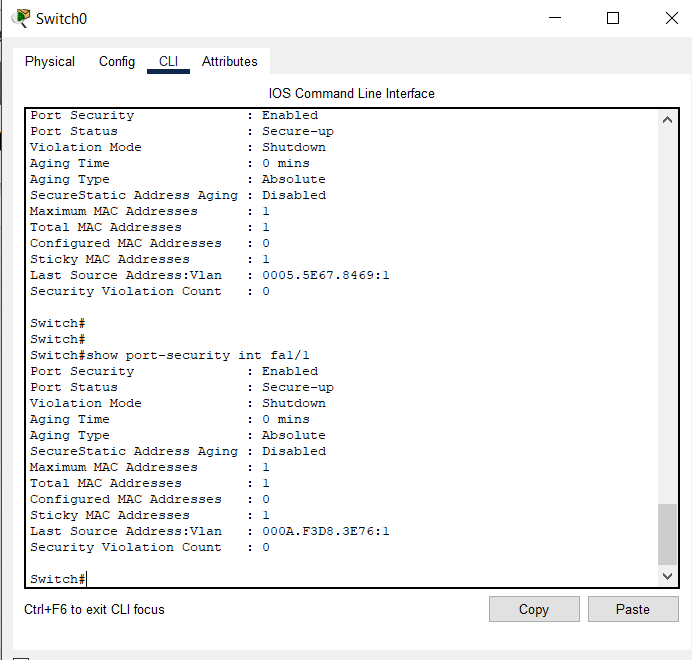 Switch0
Physical Config CLI Attributes
IOS Command Line Interface
Port Security : Enabled
Port Status : Secure-up
Violation Mode : Shutdown
Aging Time : 0 mins
Aging Type : Absolute
SecureStatic Address Aging : Disabled
Maximum MAC Addresses : 1
Total MAC Addresses : 1
Configured MAC Addresses : 0
Sticky MAC Addresses : 1
Last Source Address:Vlan : 0005.5E67.8469:1
Security Violation Count : 0
Switch#
Switch#
Switch#show port-security int fa1/1
Port Security : Enabled
Port Status : Secure-up
Violation Mode : Shutdown
Aging Time : 0 mins
Aging Type : Absolute
SecureStatic Address Aging : Disabled
Maximum MAC Addresses : 1
Total MAC Addresses : 1
Configured MAC Addresses : 0
Sticky MAC Addresses : 1
Last Source Address:Vlan : 000A.F3D8.3E76:1
Security Violation Count : 0
Switch#
Ctrl+F6 to exit CLI focus
Copy Paste